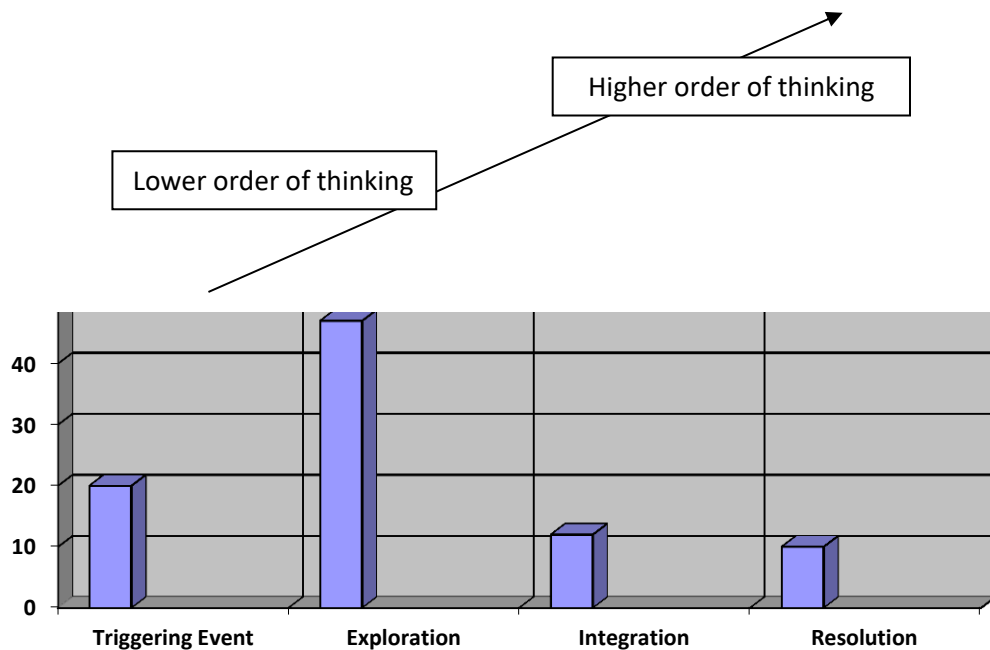 Higher order of thinking
Lower order of thinking
40
30
20
10
0
Triggering Event
Exploration
Integration
Resolution